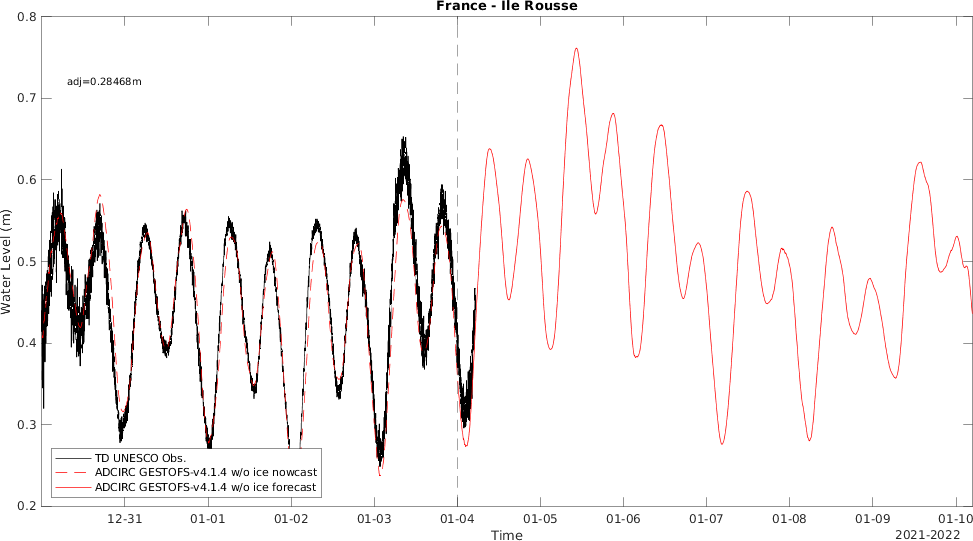 France - Ile Rousse
0.8
0.7
0.6
0.5
0.4
0.3
0.2
Water Level (m)
adj=0.28468m
TD UNESCO Obs.
ADCIRC GESTOFS-v4.1.4 w/o ice nowcast
ADCIRC GESTOFS-v4.1.4 w/o ice forecast
12-31 01-01 01-02 01-03 01-04 01-05 01-06 01-07 01-08 01-09 01-10
Time
2021-2022